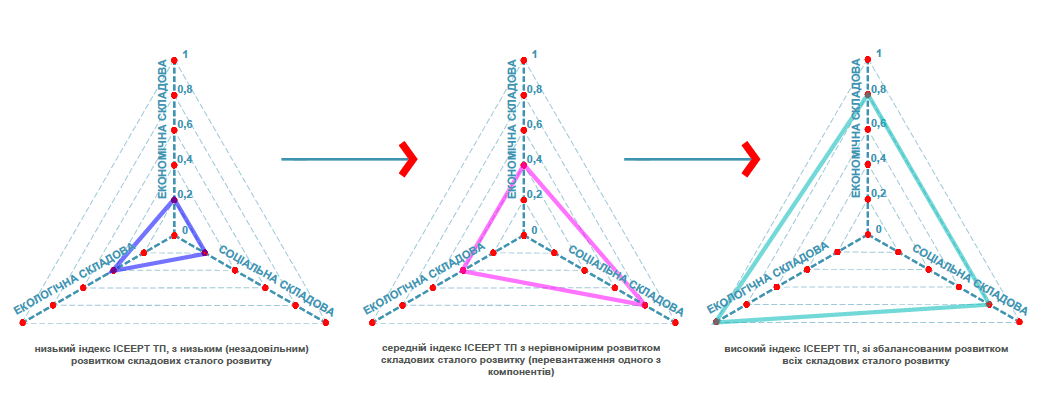 1
ЕКОНОМІЧНА СКЛАДОВА
0,8
0,6
0,4
0,2
0
ЕКОЛОГІЧНА СКЛАДОВА
СОЦІАЛЬНА СКЛАДОВА
низький індекс ІСЕЕРТ ТП, з низьким (незадовільним)
розвитком складових сталого розвитку
1
ЕКОНОМІЧНА СКЛАДОВА
0,8
0,6
0,4
0,2
0
ЕКОЛОГІЧНА СКЛАДОВА
СОЦІАЛЬНА СКЛАДОВА
середній індекс ІСЕЕРТ ТП з нерівномірним розвитком
складових сталого розвитку (перевантаження одного з
компонентів)
1
ЕКОНОМІЧНА СКЛАДОВА
0,8
0,6
0,4
0,2
0
ЕКОЛОГІЧНА СКЛАДОВА
СОЦІАЛЬНА СКЛАДОВА
високий індекс ІСЕЕРТ ТП, зі збалансованим розвитком
всіх складових сталого розвитку